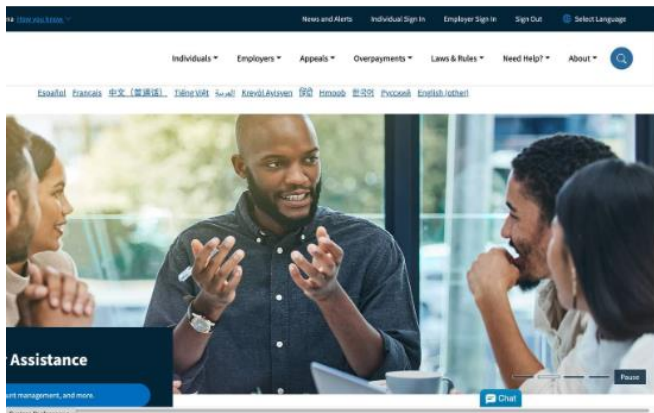 na How you know News and Alerts Individual Sign In Employer Sign In Sign Out Select Language
Individuals Employers Appeals Overpayments Laws & Rules Need Help? About
Español Français 中文（普通话） Tiếng Việt العربية Kreyòl Ayisyen हिंदी Hmoob 한국어 Русский English (other)
r Assistance
unt management, and more.
Pause
Chat